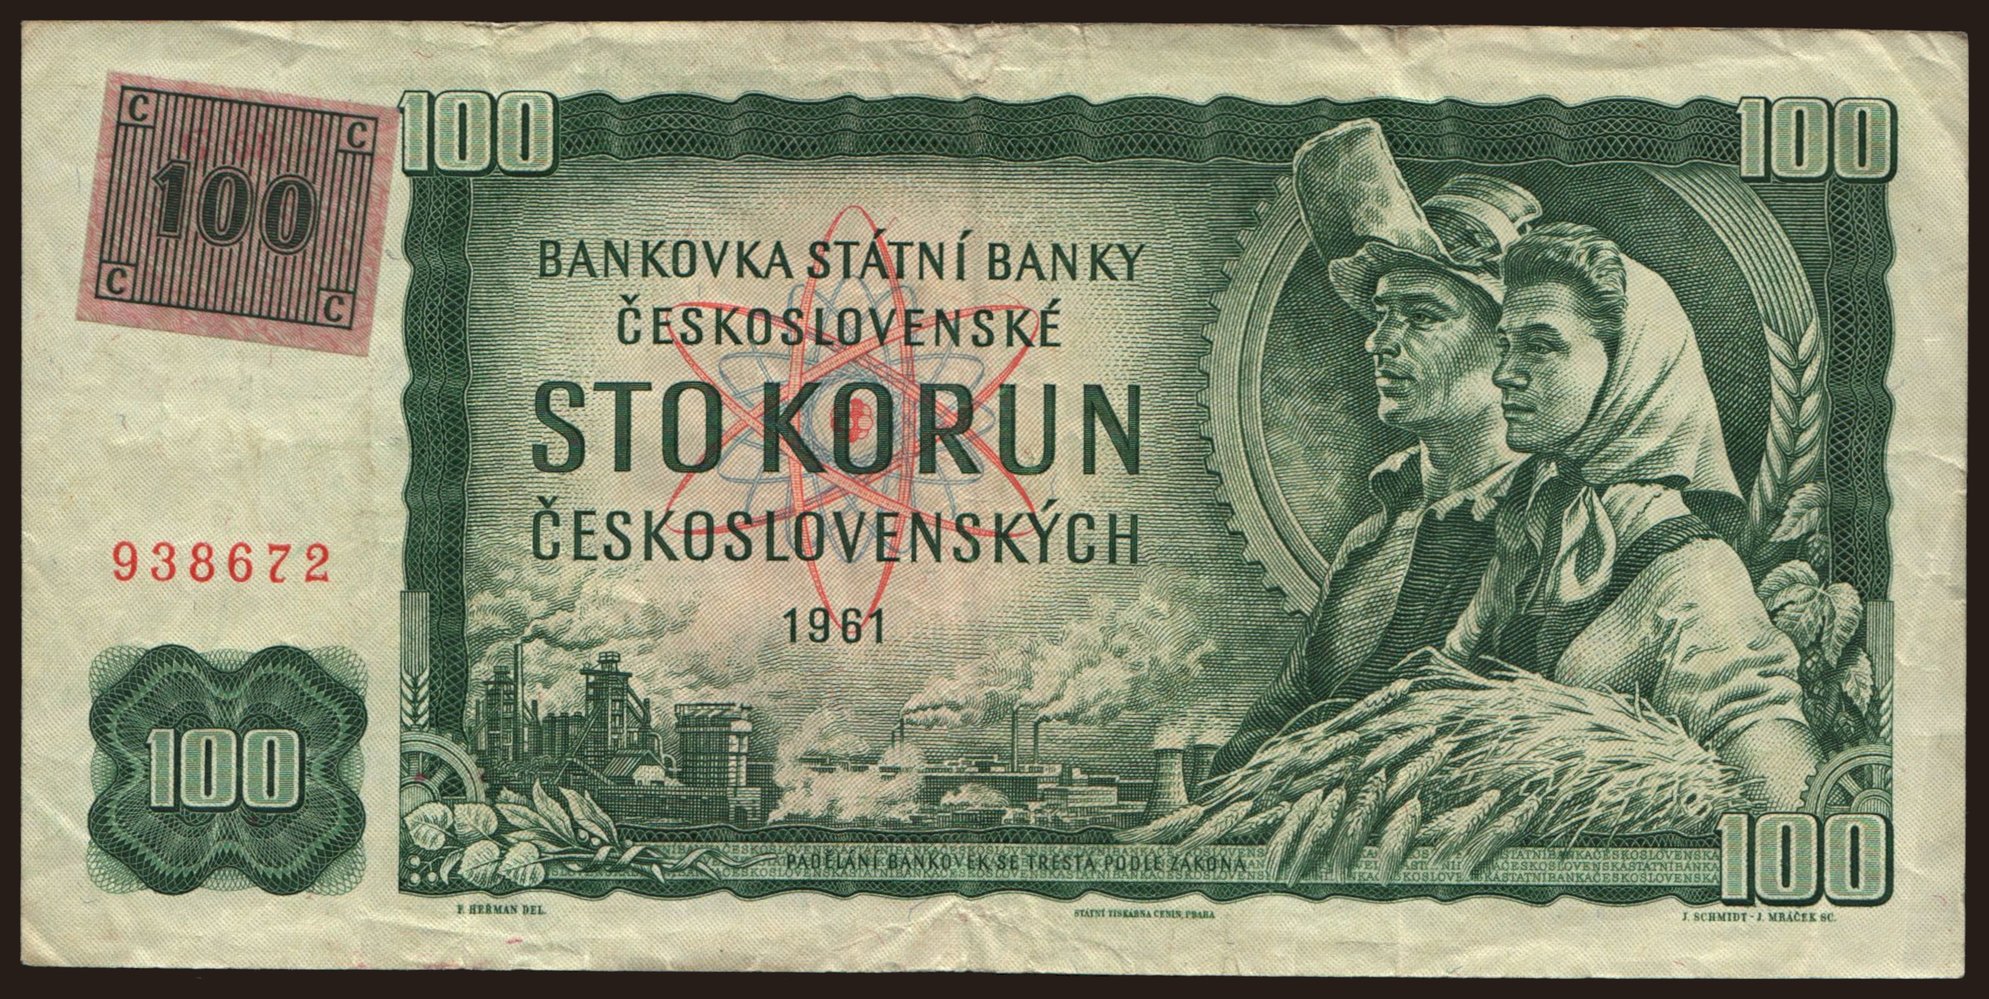 C
C
100
C
C
100
100
BANKOVKA STÁTNÍ BANKY
ČESKOSLOVENSKÉ
STO KORUN
ČESKOSLOVENSKÝCH
1961
938672
100
PADĚLÁNÍ BANKOVEK SE TRESTÁ PODLE ZÁKONA
100
F. HEŘMAN DEL.
STÁTNÍ TISKÁRNA CENIN, PRAHA
J. SCHMIDT - J. MRÁČEK SC.